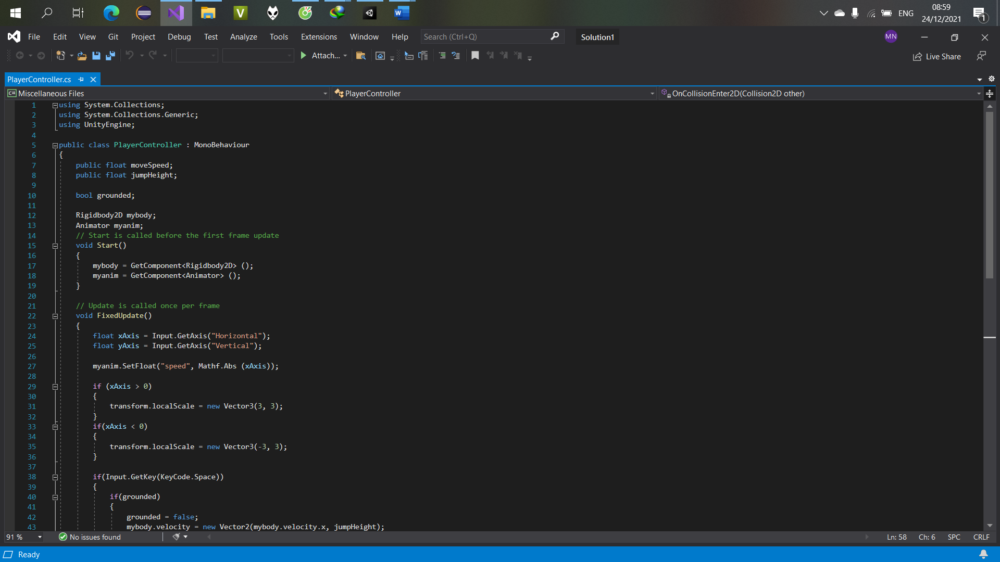 08:59
ENG
24/12/2021
1
V
W
File Edit View Git Project Debug Test Analyze Tools Extensions Window Help Search (Ctrl+Q) Solution1 MN
Attach... Live Share
PlayerController.cs
C# Miscellaneous Files PlayerController OnCollisionEnter2D(Collision2D other)
1 using System.Collections;
2 using System.Collections.Generic;
3 using UnityEngine;
4
5 public class PlayerController : MonoBehaviour
6 {
7 public float moveSpeed;
8 public float jumpHeight;
9
10 bool grounded;
11
12 Rigidbody2D mybody;
13 Animator myanim;
14 // Start is called before the first frame update
15 void Start()
16 {
17 mybody = GetComponent<Rigidbody2D> ();
18 myanim = GetComponent<Animator> ();
19 }
20
21 // Update is called once per frame
22 void FixedUpdate()
23 {
24 float xAxis = Input.GetAxis("Horizontal");
25 float yAxis = Input.GetAxis("Vertical");
26
27 myanim.SetFloat("speed", Mathf.Abs (xAxis));
28
29 if (xAxis > 0)
30 {
31 transform.localScale = new Vector3(3, 3);
32 }
33 if(xAxis < 0)
34 {
35 transform.localScale = new Vector3(-3, 3);
36 }
37
38 if(Input.GetKey(KeyCode.Space))
39 {
40 if(grounded)
41 {
42 grounded = false;
43 mybody.velocity = new Vector2(mybody.velocity.x, jumpHeight);
91 % No issues found Ln: 58 Ch: 6 SPC CRLF
Ready